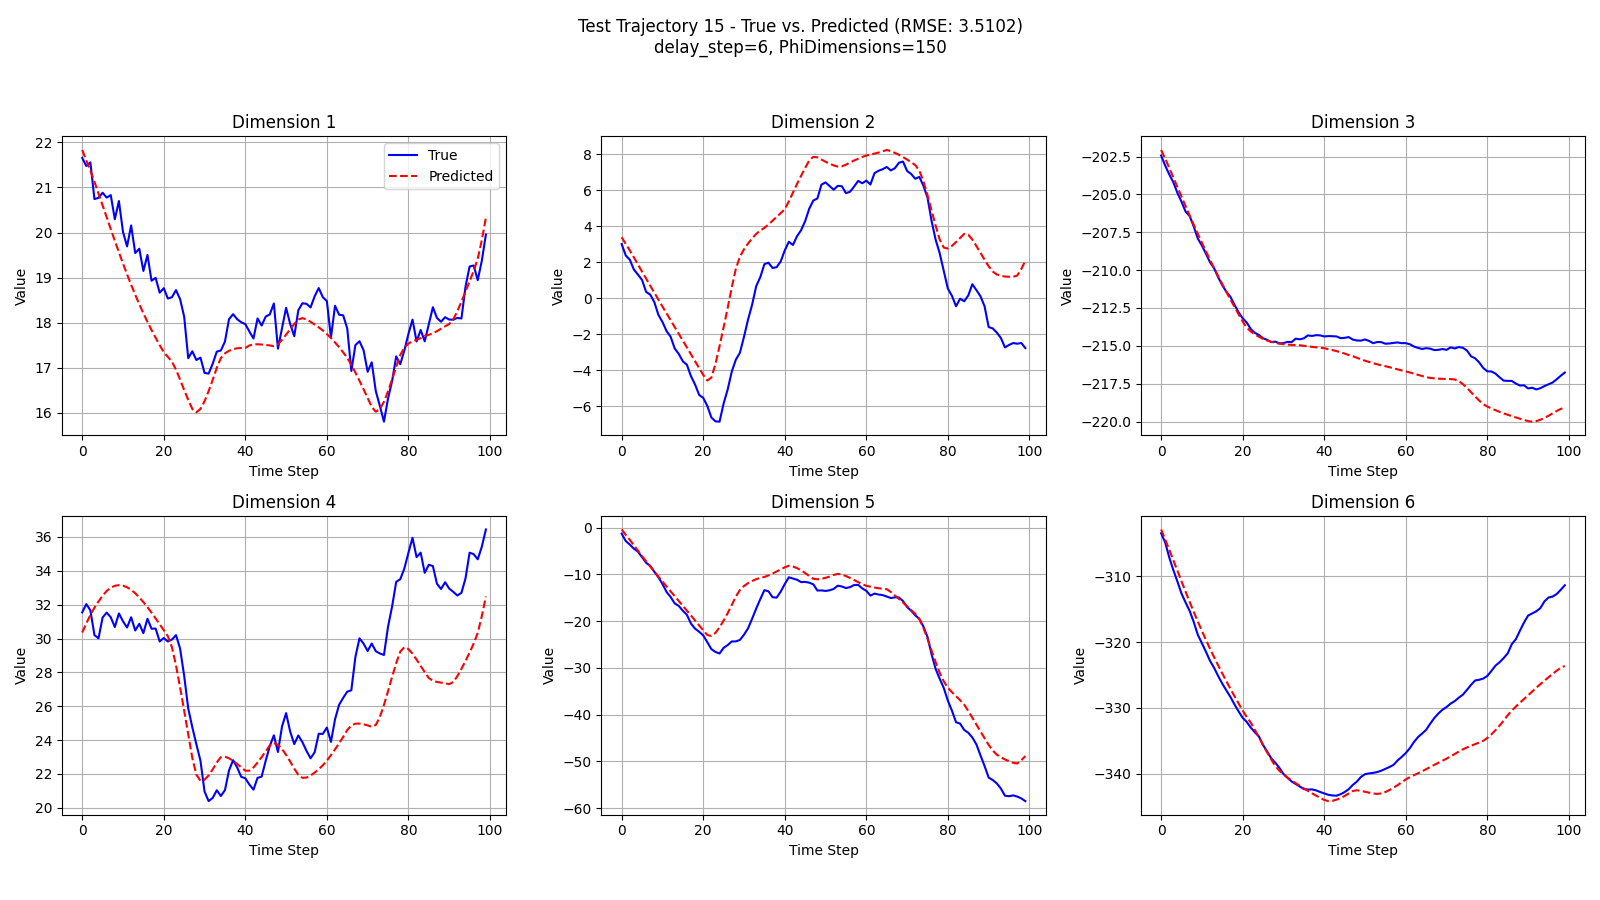 Test Trajectory 15 - True vs. Predicted (RMSE: 3.5102)
delay_step=6, PhiDimensions=150
Dimension 1
22
21
20
19
18
17
16
Value
0 20 40 60 80 100
Time Step
True
Predicted
Dimension 2
8
6
4
2
0
−2
−4
−6
Value
0 20 40 60 80 100
Time Step
Dimension 3
−202.5
−205.0
−207.5
−210.0
−212.5
−215.0
−217.5
−220.0
Value
0 20 40 60 80 100
Time Step
Dimension 4
36
34
32
30
28
26
24
22
20
Value
0 20 40 60 80 100
Time Step
Dimension 5
0
−10
−20
−30
−40
−50
−60
Value
0 20 40 60 80 100
Time Step
Dimension 6
−310
−320
−330
−340
Value
0 20 40 60 80 100
Time Step